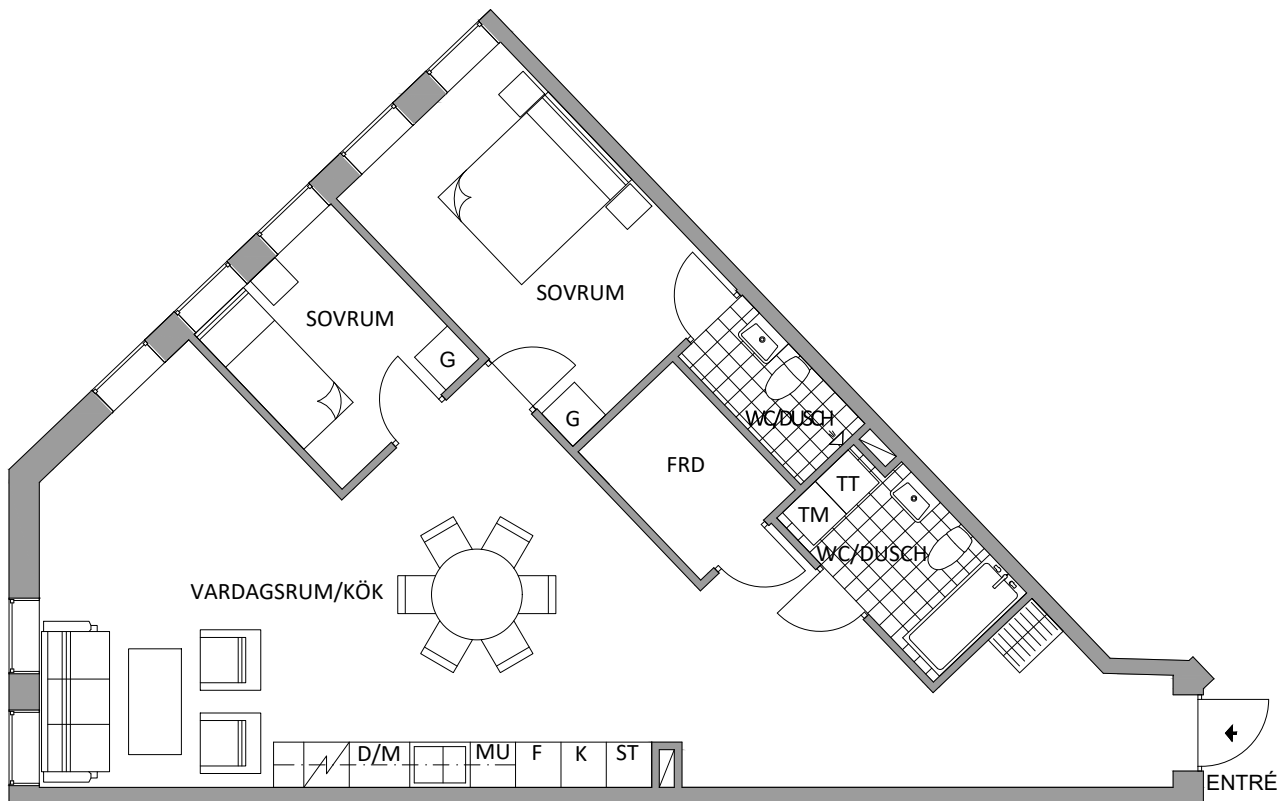 SOVRUM
SOVRUM
G
G
WC/DUSCH
FRD
TT
TM
WC/DUSCH
VARDAGSRUM/KÖK
D/M MU F K ST
ENTRÉ